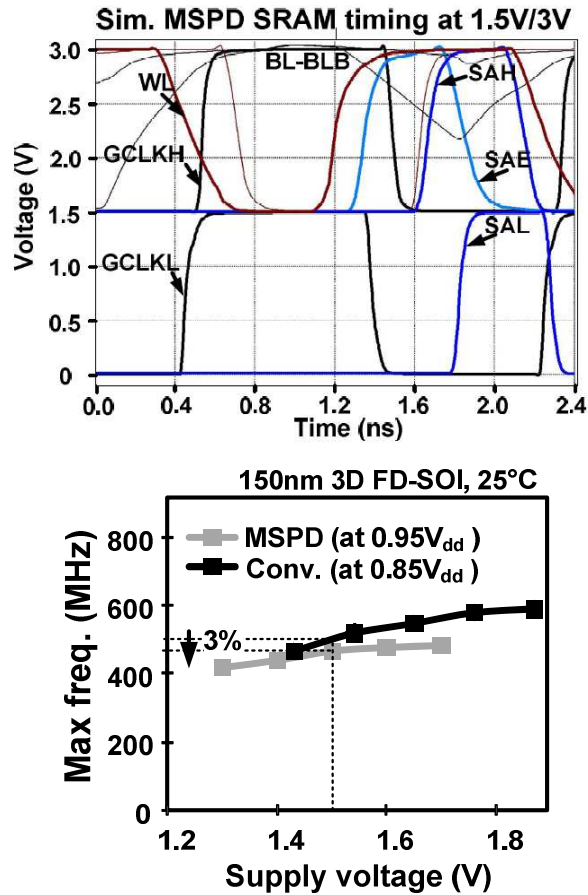 Sim. MSPD SRAM timing at 1.5V/3V
3.0
BL-BLB
WL
SAH
2.5
2.0
GCLKH
SAE
Voltage (V)
1.5
SAL
1.0
GCLKL
0.5
0
0.0 0.4 0.8 1.2 1.6 2.0 2.4
Time (ns)
150nm 3D FD-SOI, 25°C
800
MSPD (at 0.95Vdd )
Conv. (at 0.85Vdd )
600
3%
Max freq. (MHz)
400
200
0
1.2 1.4 1.6 1.8
Supply voltage (V)